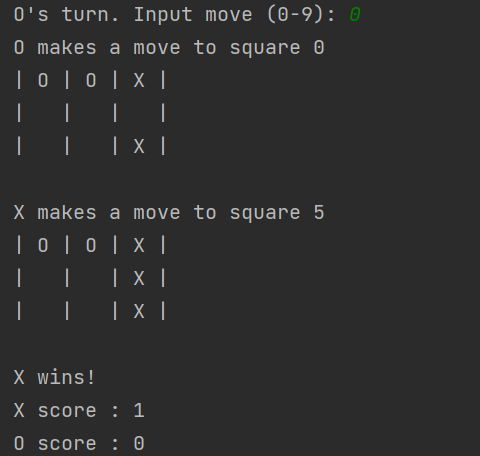 O's turn. Input move (0-9): 0
O makes a move to square 0
| O | O | X |
|   |   |   |
|   |   | X |
X makes a move to square 5
| O | O | X |
|   |   | X |
|   |   | X |
X wins!
X score : 1
O score : 0